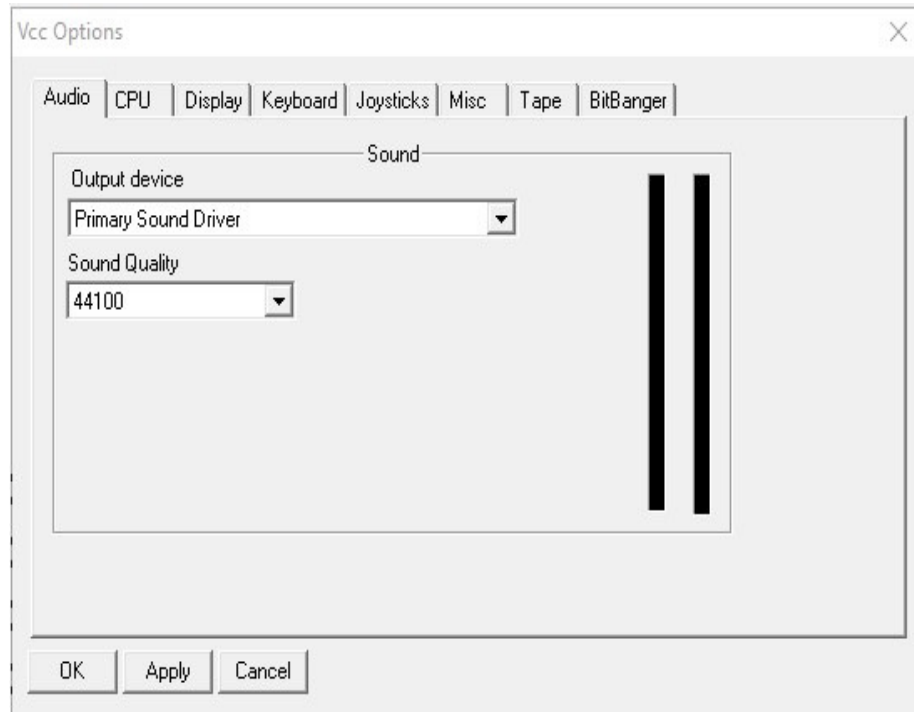 Vcc Options
Audio CPU Display Keyboard Joysticks Misc Tape BitBanger
Sound
Output device
Primary Sound Driver
Sound Quality
44100
OK Apply Cancel